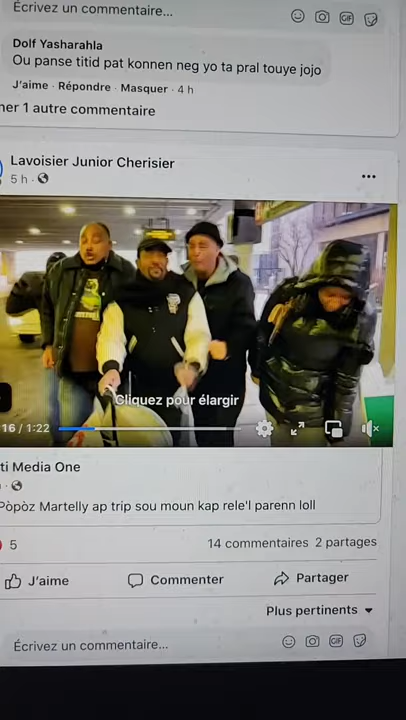 Écrivez un commentaire...
Dolf Yasharahla
Ou panse titid pat konnen neg yo ta pral touye jojo
J'aime · Répondre · Masquer · 4 h
her 1 autre commentaire
Lavoisier Junior Cherisier
5 h ·
Cliquez pour élargir
16 / 1:22
ti Media One
Pòpòz Martelly ap trip sou moun kap rele'l parenn loll
5
14 commentaires 2 partages
J'aime Commenter Partager
Plus pertinents
Écrivez un commentaire...